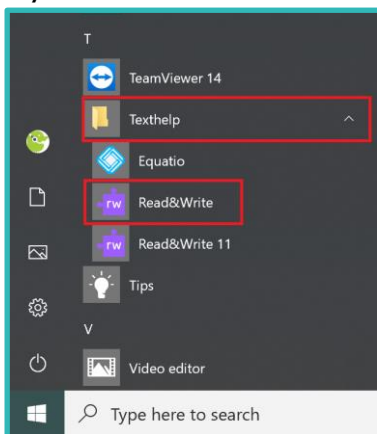 T
TeamViewer 14
Texthelp
Equatio
rw Read&Write
rw Read&Write 11
Tips
V
Video editor
Type here to search